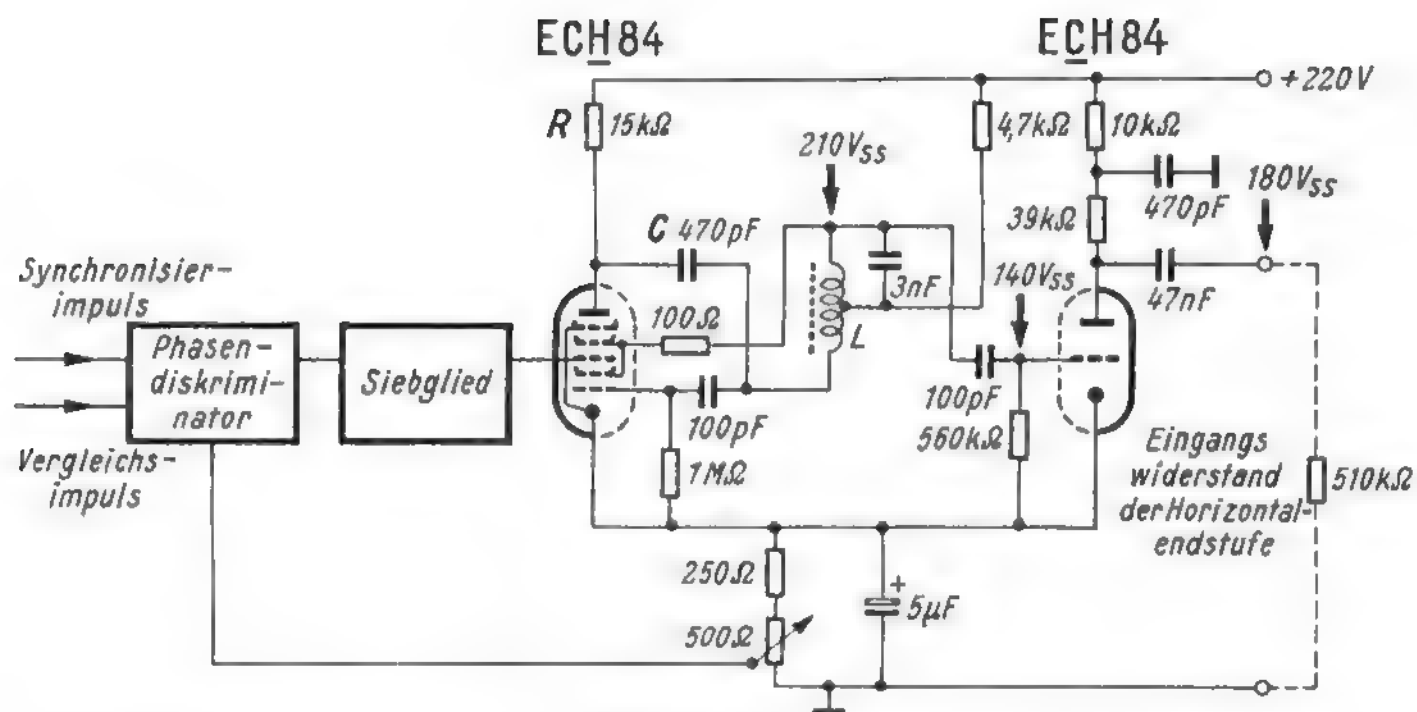 ECH84
ECH84
+220V
R 15kΩ
4,7kΩ
10kΩ
210Vss
180Vss
470pF
39kΩ
C 470pF
Synchronisier-
impuls
3nF
140Vss
47nF
100Ω
L
Phasen-
diskrimi-
nator
Siebglied
100pF
100pF
560kΩ
Vergleichs-
impuls
1MΩ
Eingangs
widerstand
der Horizontal-
endstufe
510kΩ
250Ω
+
5µF
500Ω